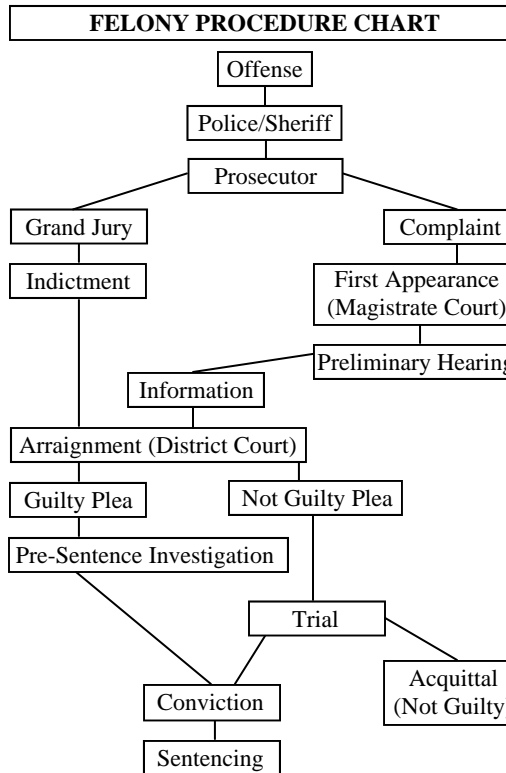 FELONY PROCEDURE CHART
Offense
Police/Sheriff
Prosecutor
Grand Jury
Complaint
Indictment
First Appearance
(Magistrate Court)
Preliminary Hearing
Information
Arraignment (District Court)
Guilty Plea
Not Guilty Plea
Pre-Sentence Investigation
Trial
Acquittal
(Not Guilty)
Conviction
Sentencing